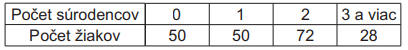 Počet súrodencov 0 1 2 3 a viac
Počet žiakov 50 50 72 28